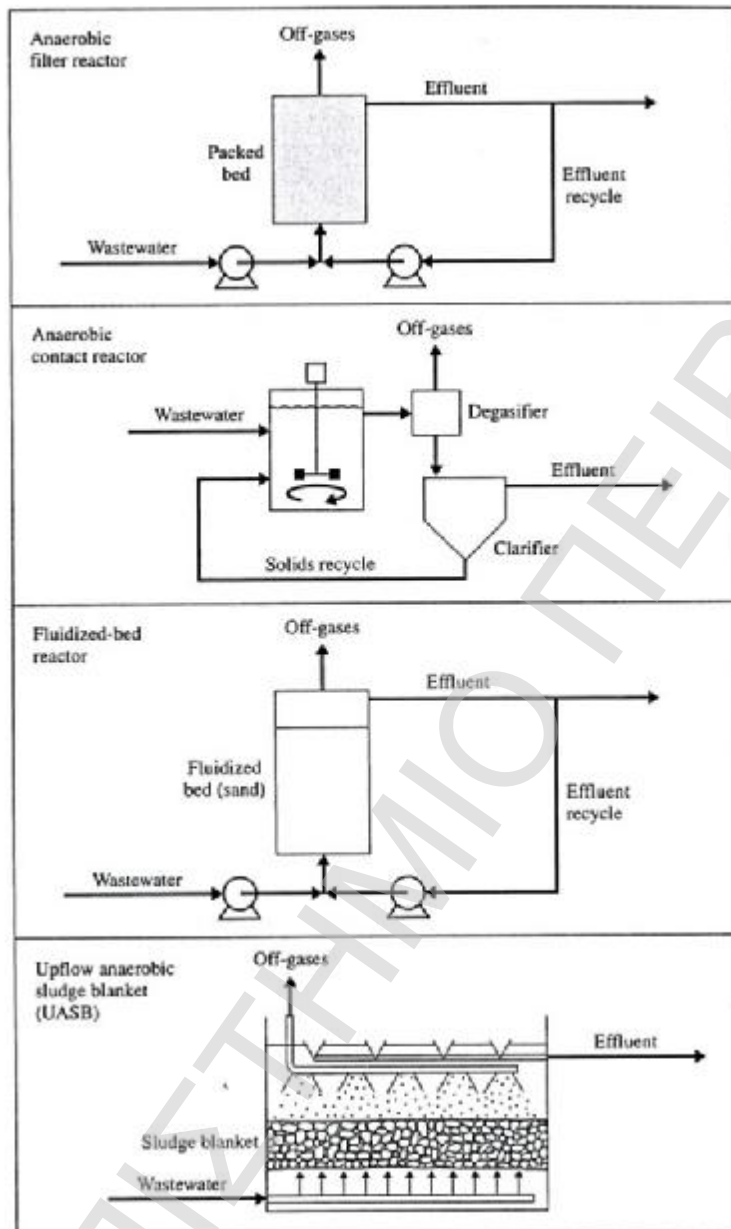 Anaerobic
filter reactor
Off-gases
Effluent
Packed
bed
Effluent
recycle
Wastewater
Anaerobic
contact reactor
Off-gases
Wastewater
Degasifier
Effluent
Clarifier
Solids recycle
Fluidized-bed
reactor
Off-gases
Effluent
Fluidized
bed (sand)
Effluent
recycle
Wastewater
Upflow anaerobic
sludge blanket
(UASB)
Off-gases
Effluent
Sludge blanket
Wastewater